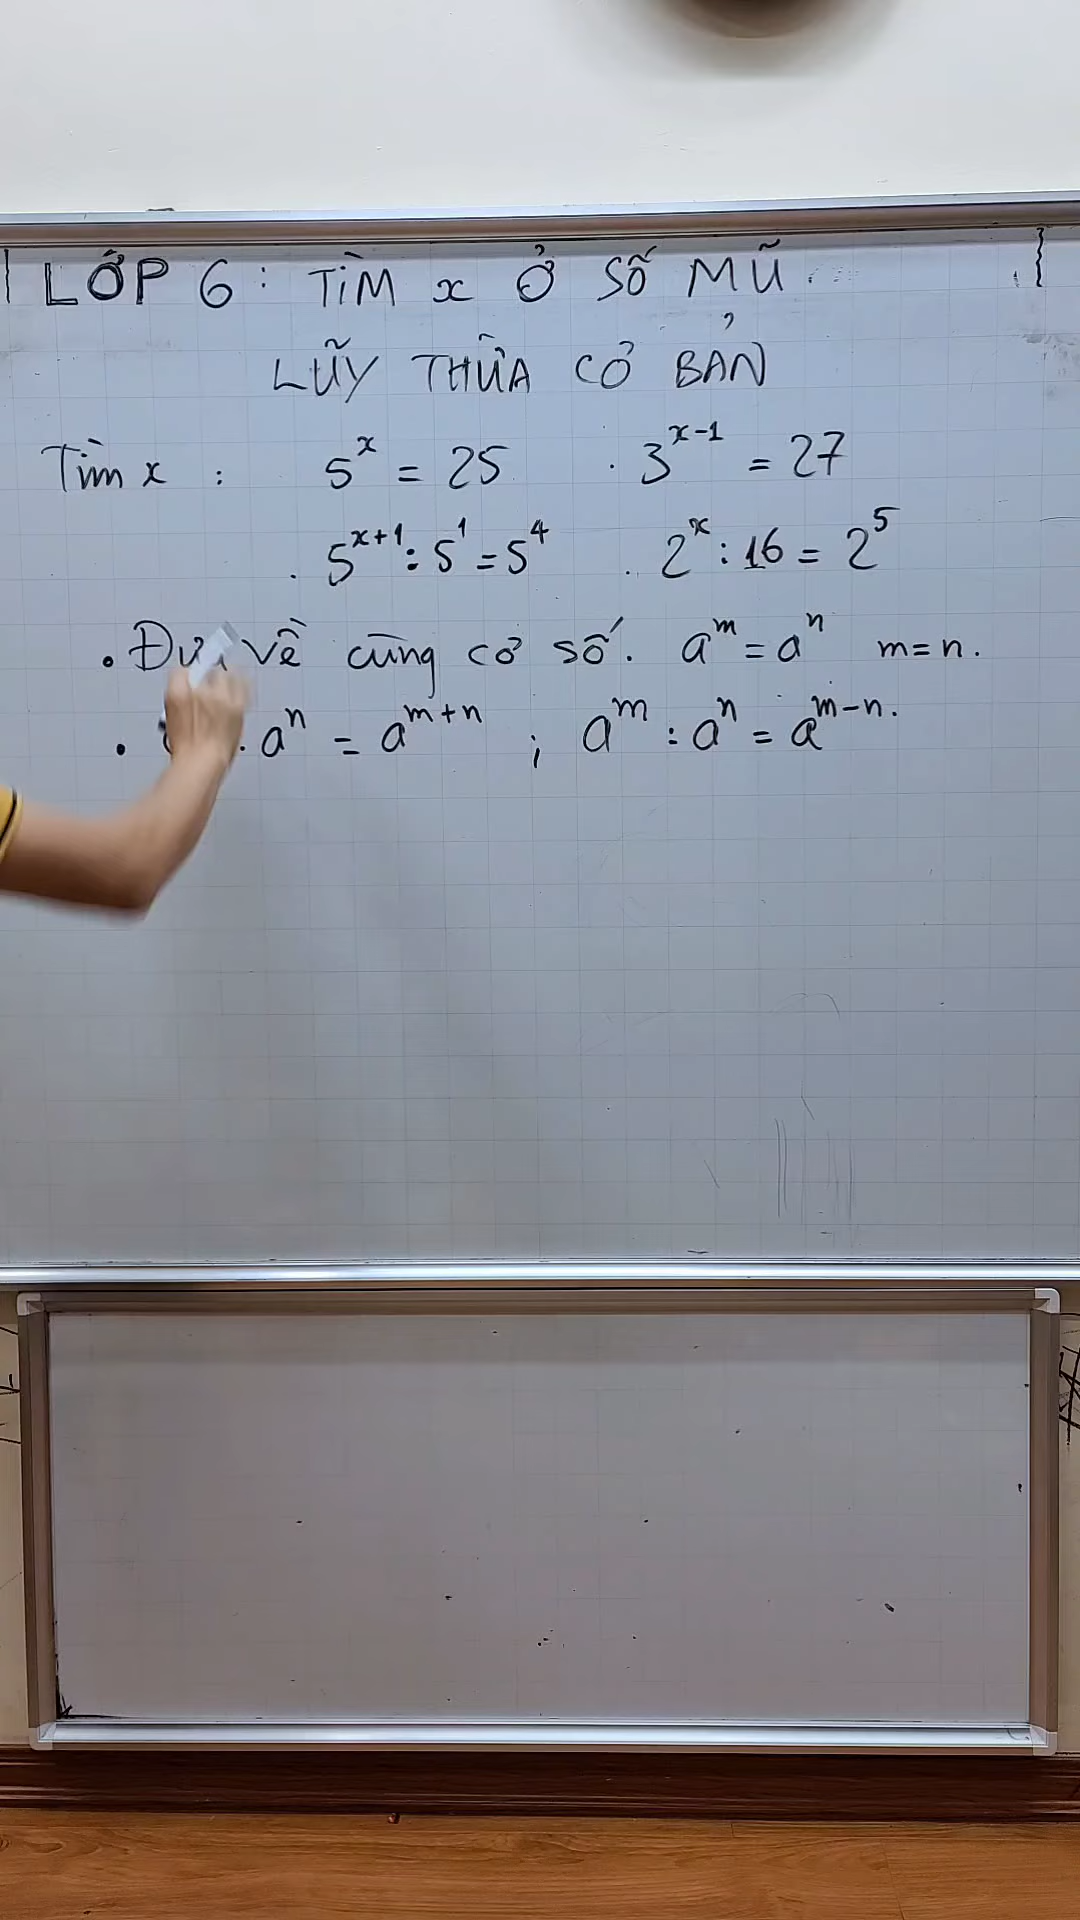 LỚP 6 : TÌM x Ở SỐ MŨ
LŨY THỪA CƠ BẢN
Tìm x : 5^x = 25 . 3^{x-1} = 27
. 5^{x+1} : 5^1 = 5^4 . 2^x : 16 = 2^5
. Đưa về cùng cơ số. a^m = a^n m = n.
. . a^n = a^{m+n} ; a^m : a^n = a^{m-n}.